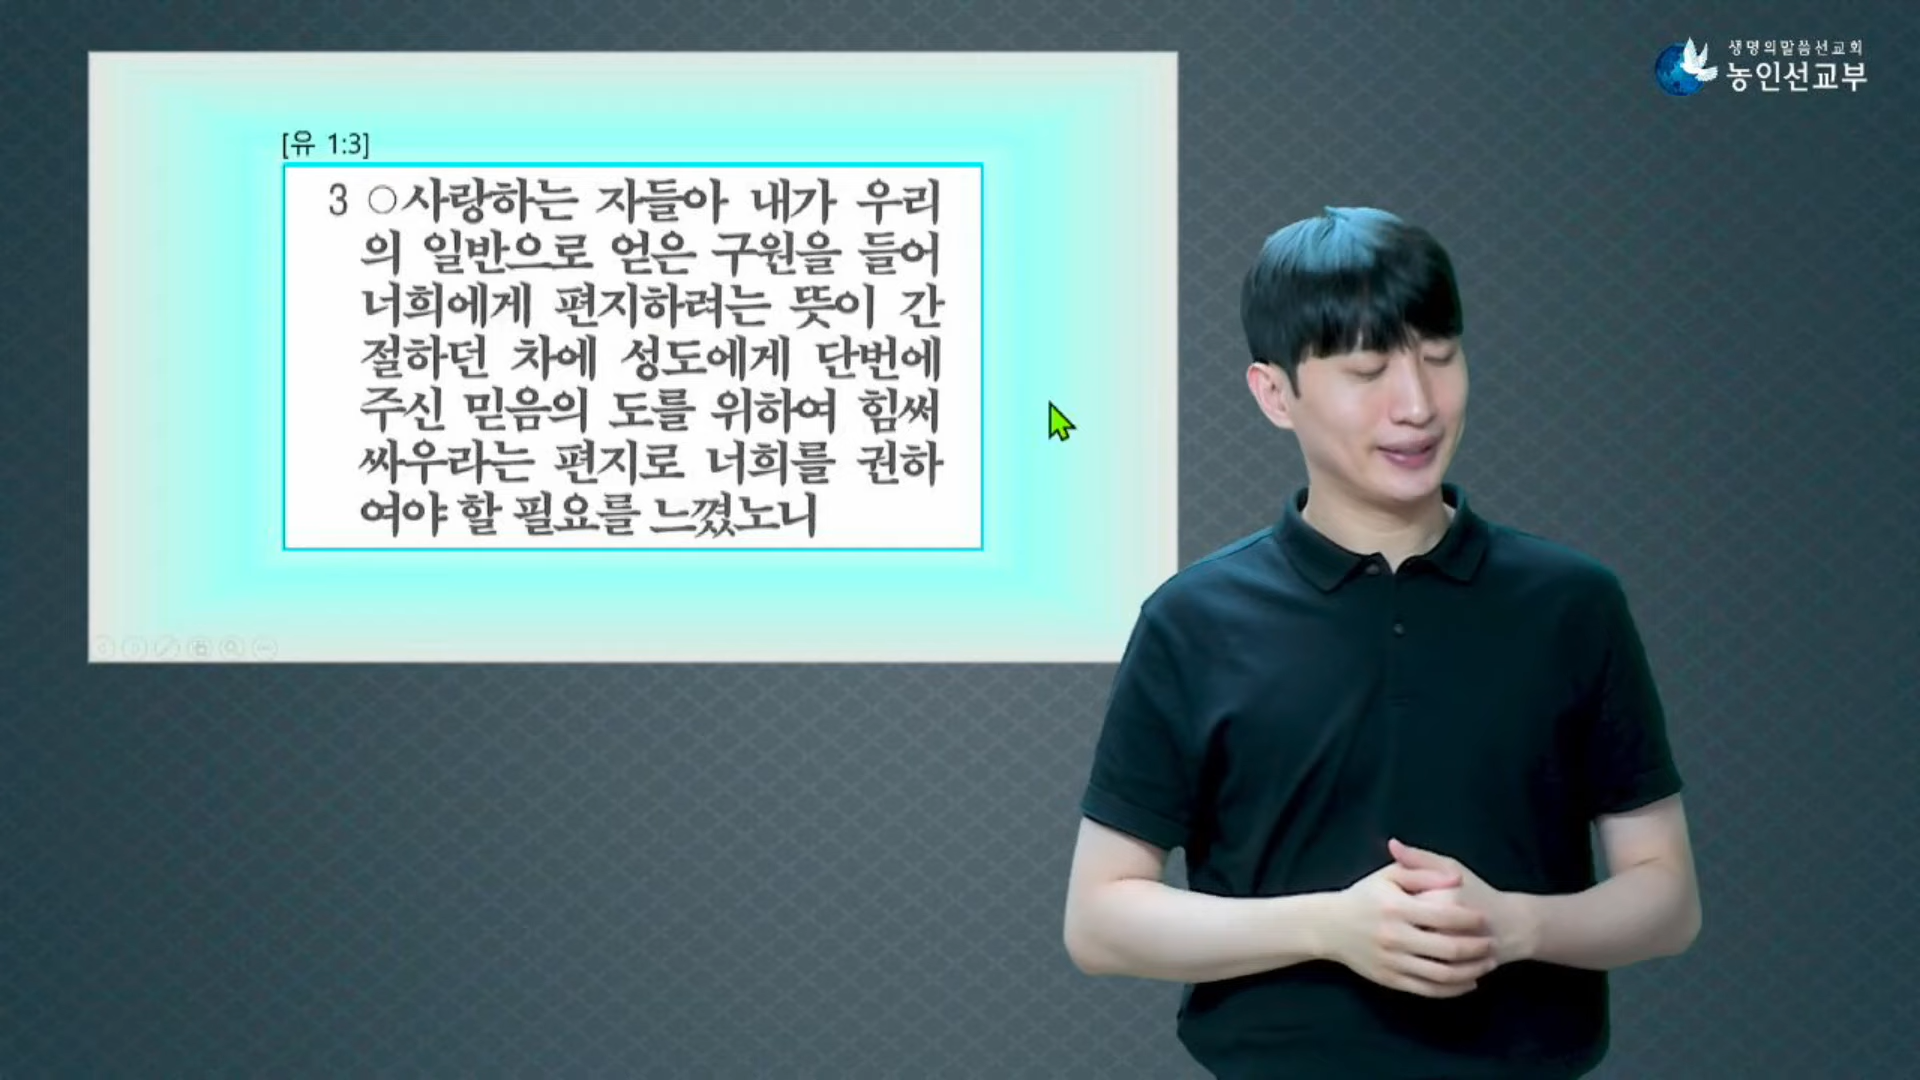 생명의말씀선교회
농인선교부
[유 1:3]
3 ○사랑하는 자들아 내가 우리
의 일반으로 얻은 구원을 들어
너희에게 편지하려는 뜻이 간
절하던 차에 성도에게 단번에
주신 믿음의 도를 위하여 힘써
싸우라는 편지로 너희를 권하
여야 할 필요를 느꼈노니